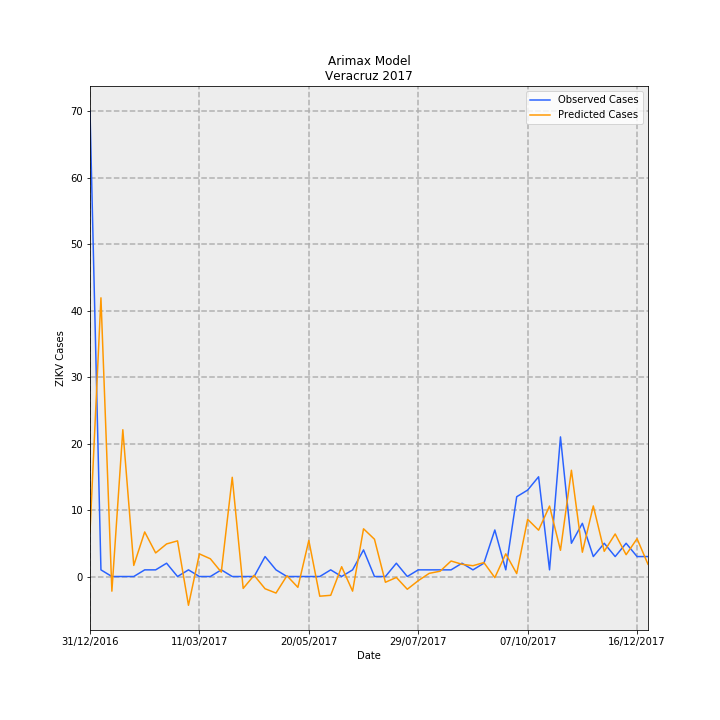 Arimax Model
Veracruz 2017
Observed Cases
Predicted Cases
70
60
50
40
30
20
10
0
ZIKV Cases
31/12/2016
11/03/2017
20/05/2017
29/07/2017
07/10/2017
16/12/2017
Date